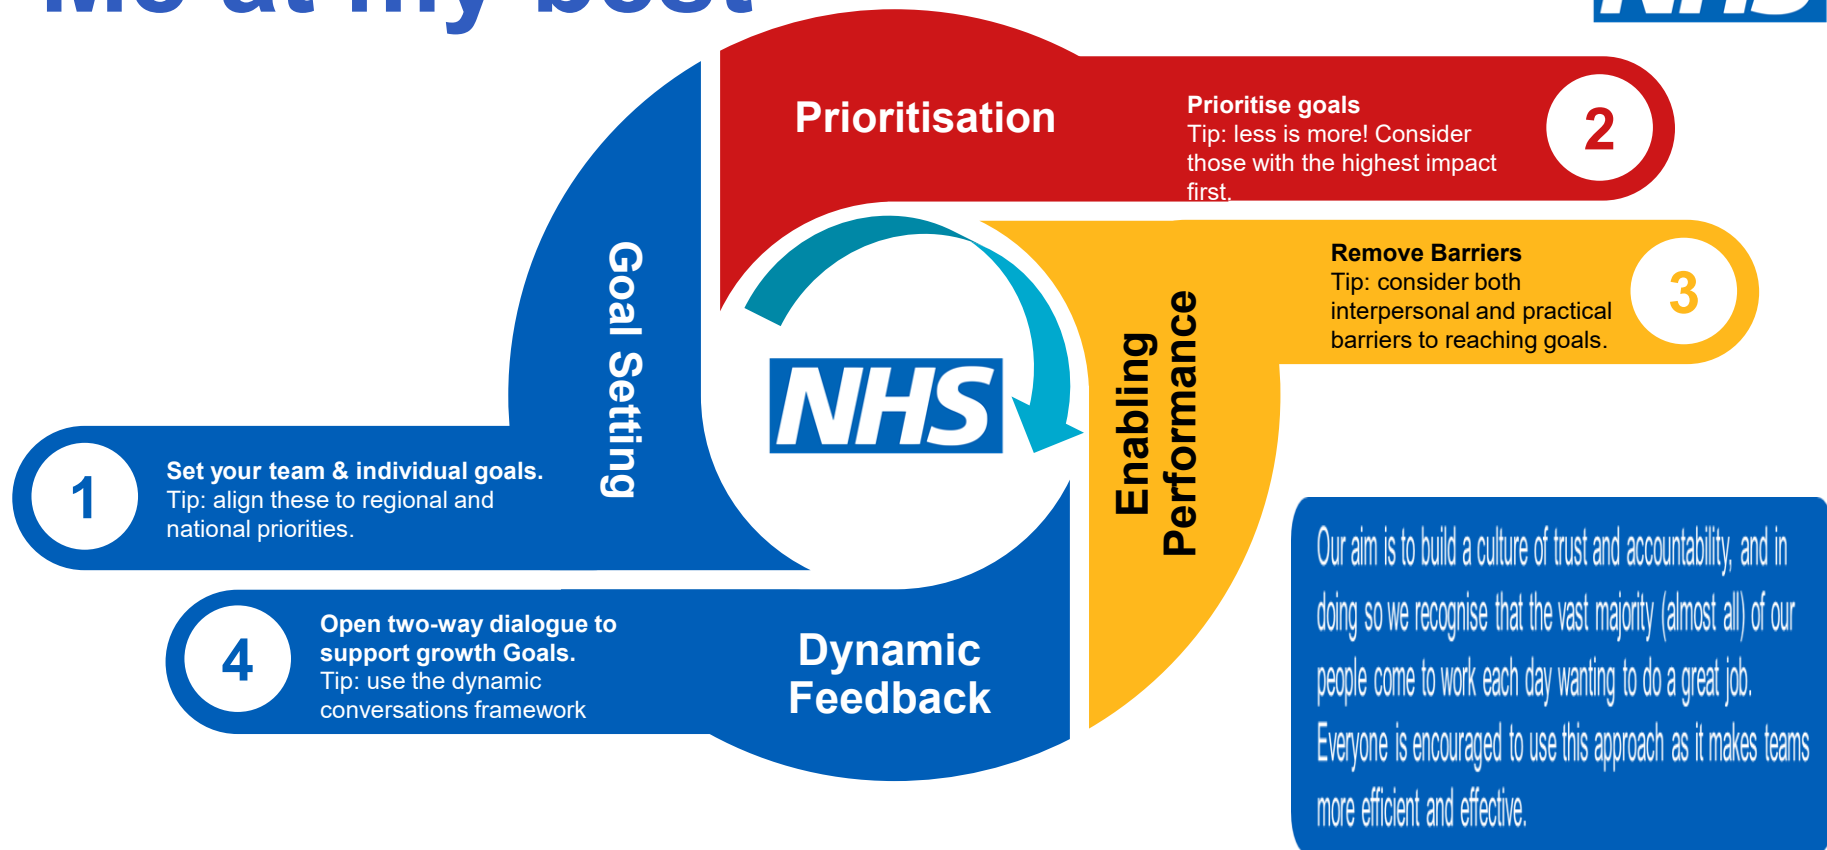 Me at my best
NHS
Prioritisation
Prioritise goals
Tip: less is more! Consider
those with the highest impact
first.
2
Goal Setting
Remove Barriers
Tip: consider both
interpersonal and practical
barriers to reaching goals.
3
Enabling
Performance
NHS
1
Set your team & individual goals.
Tip: align these to regional and
national priorities.
4
Open two-way dialogue to
support growth Goals.
Tip: use the dynamic
conversations framework
Dynamic
Feedback
Our aim is to build a culture of trust and accountability, and in
doing so we recognise that the vast majority (almost all) of our
people come to work each day wanting to do a great job.
Everyone is encouraged to use this approach as it makes teams
more efficient and effective.